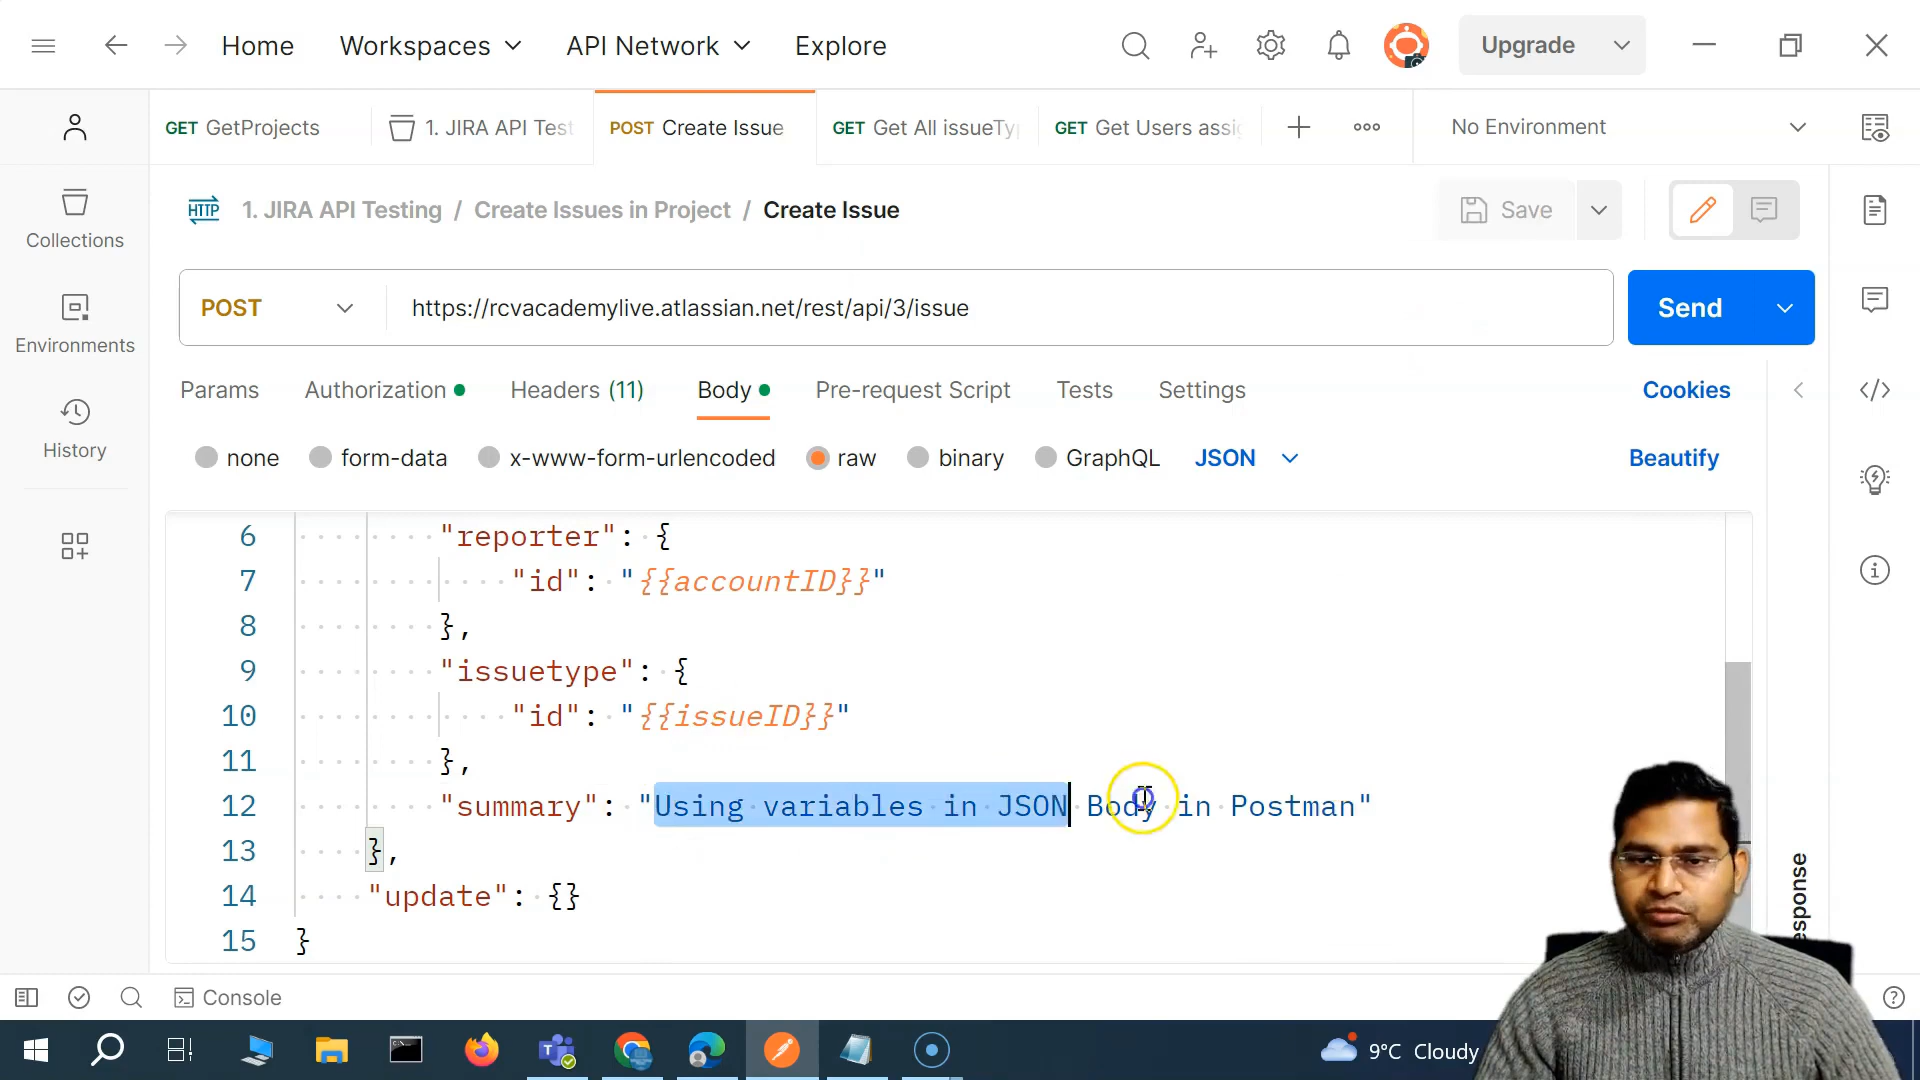 Home Workspaces API Network Explore Upgrade
GET GetProjects 1. JIRA API Test POST Create Issue GET Get All issueTy GET Get Users assi No Environment
HTTP 1. JIRA API Testing / Create Issues in Project / Create Issue Save
POST https://rcvacademylive.atlassian.net/rest/api/3/issue Send
Collections
Environments
History
Params Authorization Headers (11) Body Pre-request Script Tests Settings Cookies
none form-data x-www-form-urlencoded raw binary GraphQL JSON Beautify
6 "reporter": {
7 "id": "{{accountID}}"
8 },
9 "issuetype": {
10 "id": "{{issueID}}"
11 },
12 "summary": "Using variables in JSON Body in Postman"
13 },
14 "update": {}
15 }
esponse
Console
9°C Cloudy